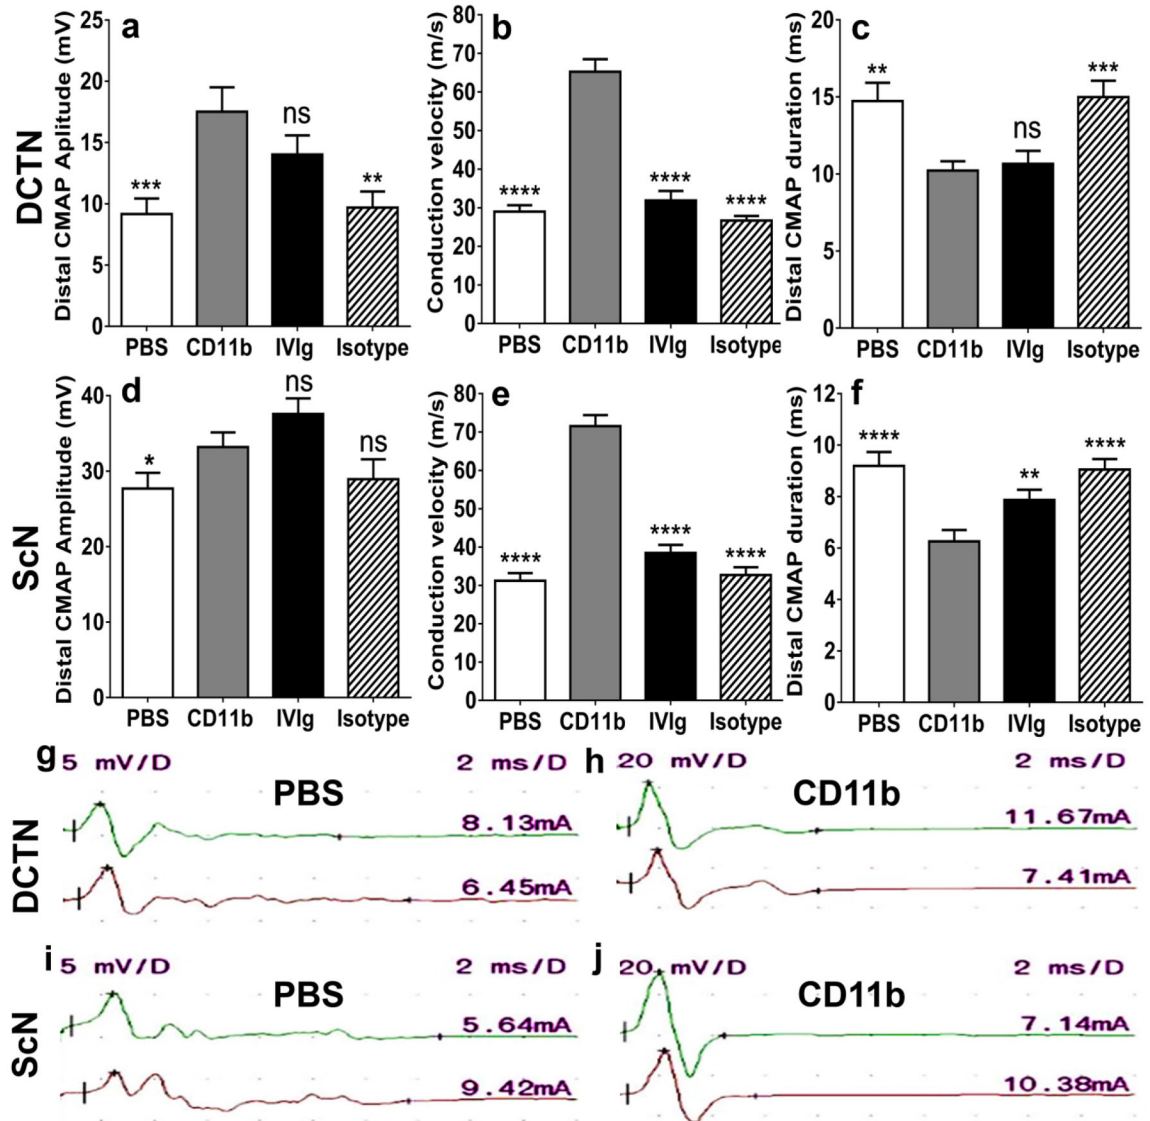 DCTN
a
Distal CMAP Aplitude (mV)
25
20
15
10
5
0
***
ns
**
PBS CD11b IVIg Isotype
b
Conduction velocity (m/s)
80
70
60
50
40
30
20
10
0
****
****
****
PBS CD11b IVIg Isotype
c
Distal CMAP duration (ms)
20
15
10
5
0
**
ns
***
PBS CD11b IVIg Isotype
ScN
d
Distal CMAP Amplitude (mV)
40
30
20
10
0
*
ns
ns
PBS CD11b IVIg Isotype
e
Conduction velocity (m/s)
80
70
60
50
40
30
20
10
0
****
****
****
PBS CD11b IVIg Isotype
f
Distal CMAP duration (ms)
12
10
8
6
4
2
0
****
**
****
PBS CD11b IVIg Isotype
DCTN
g
5 mV/D 2 ms/D
PBS
8.13mA
6.45mA
h
20 mV/D 2 ms/D
CD11b
11.67mA
7.41mA
ScN
i
5 mV/D 2 ms/D
PBS
5.64mA
9.42mA
j
20 mV/D 2 ms/D
CD11b
7.14mA
10.38mA